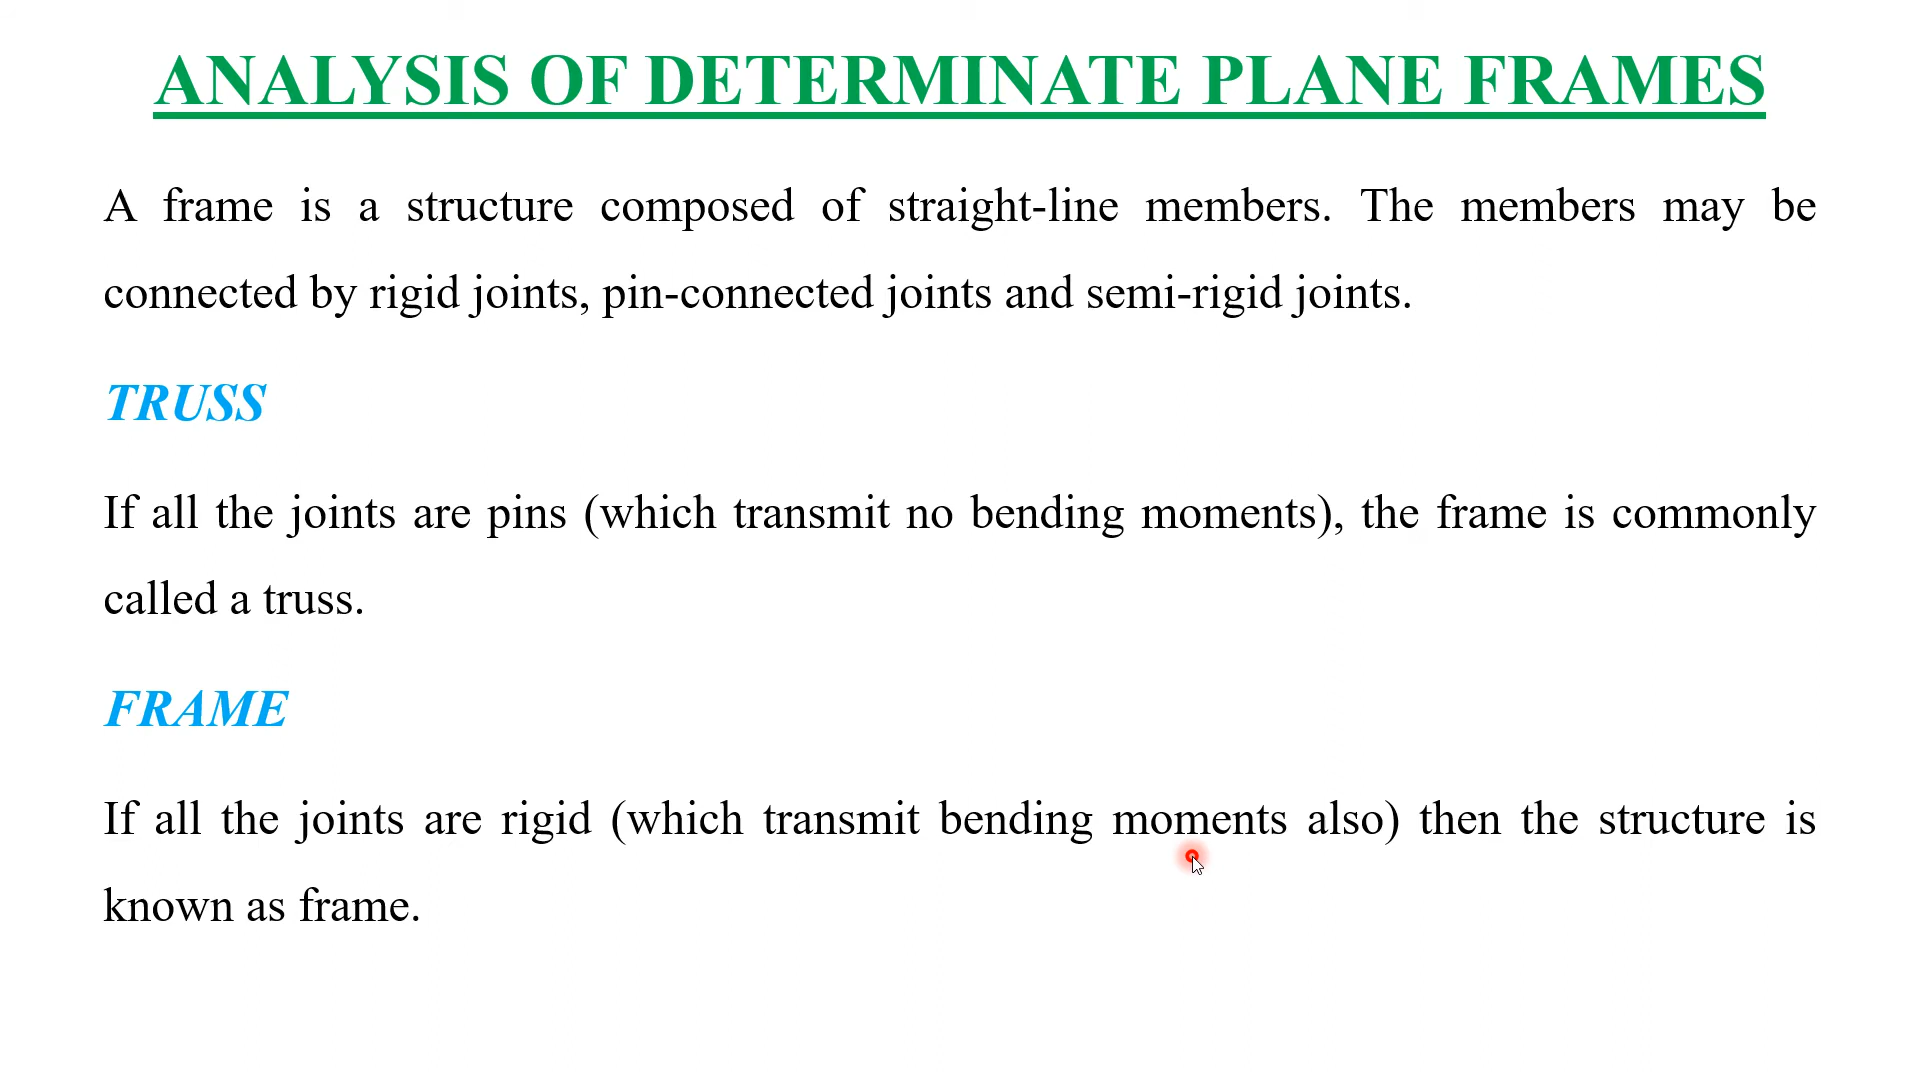 ANALYSIS OF DETERMINATE PLANE FRAMES
A frame is a structure composed of straight-line members. The members may be
connected by rigid joints, pin-connected joints and semi-rigid joints.
TRUSS
If all the joints are pins (which transmit no bending moments), the frame is commonly
called a truss.
FRAME
If all the joints are rigid (which transmit bending moments also) then the structure is
known as frame.